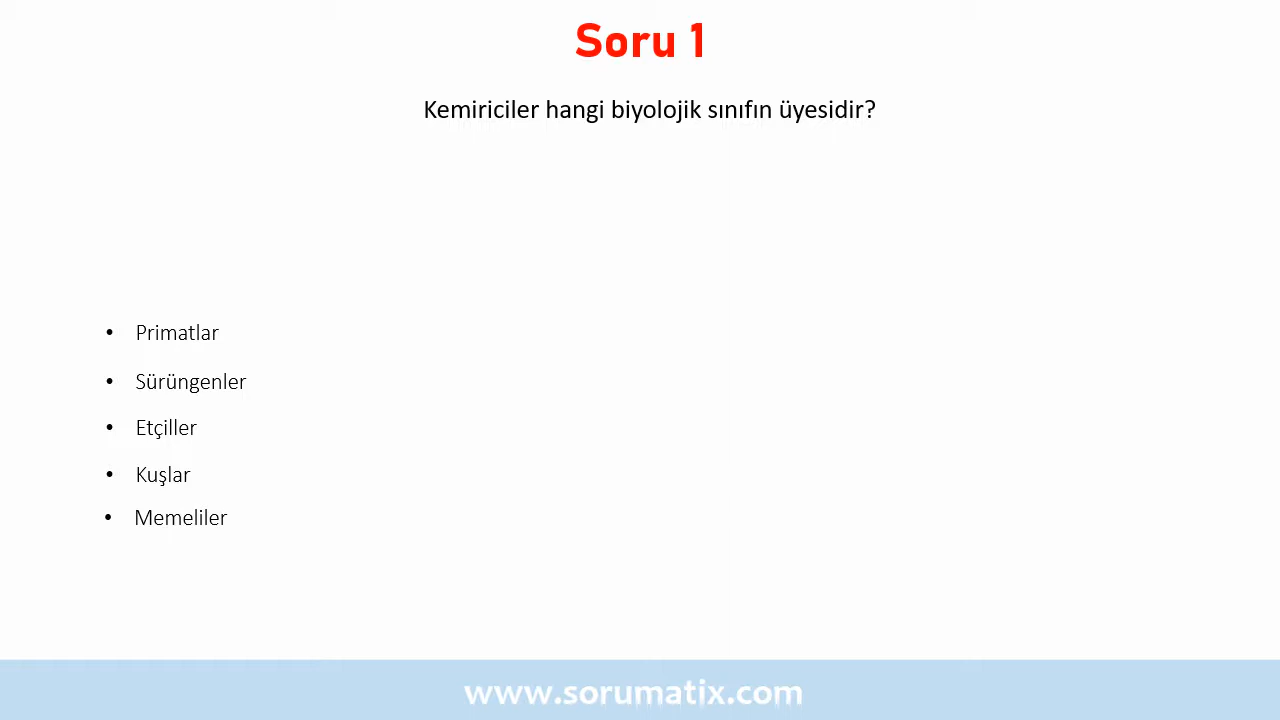 Soru 1
Kemiriciler hangi biyolojik sınıfın üyesidir?
• Primatlar
• Sürüngenler
• Etçiller
• Kuşlar
• Memeliler
www.sorumatix.com